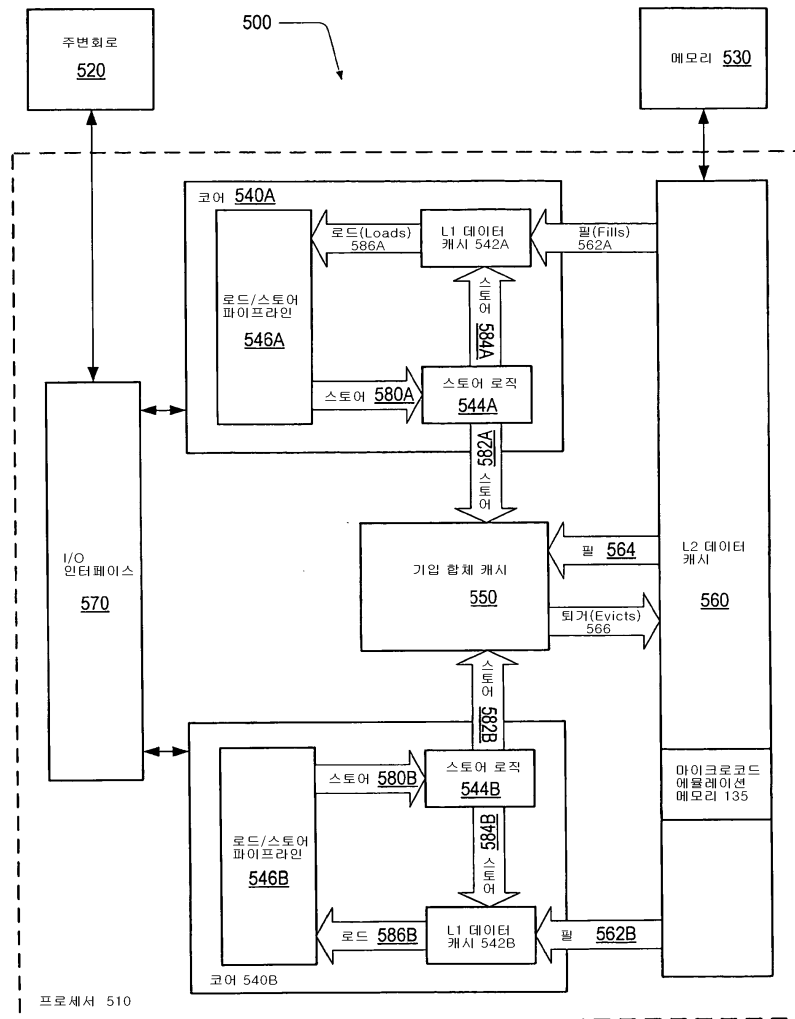 500
주변회로
520
메모리 530
코어 540A
로드(Loads)
586A
L1 데이터
캐시 542A
필(Fills)
562A
로드/스토어
파이프라인
546A
스토어
584A
스토어 580A
스토어 로직
544A
582A
스토어
I/O
인터페이스
570
기입 합체 캐시
550
필 564
퇴거(Evicts)
566
L2 데이터
캐시
560
스토어
582B
스토어 580B
스토어 로직
544B
마이크로코드
에뮬레이션
메모리 135
로드/스토어
파이프라인
546B
584B
스토어
로드 586B
L1 데이터
캐시 542B
필 562B
코어 540B
프로세서 510